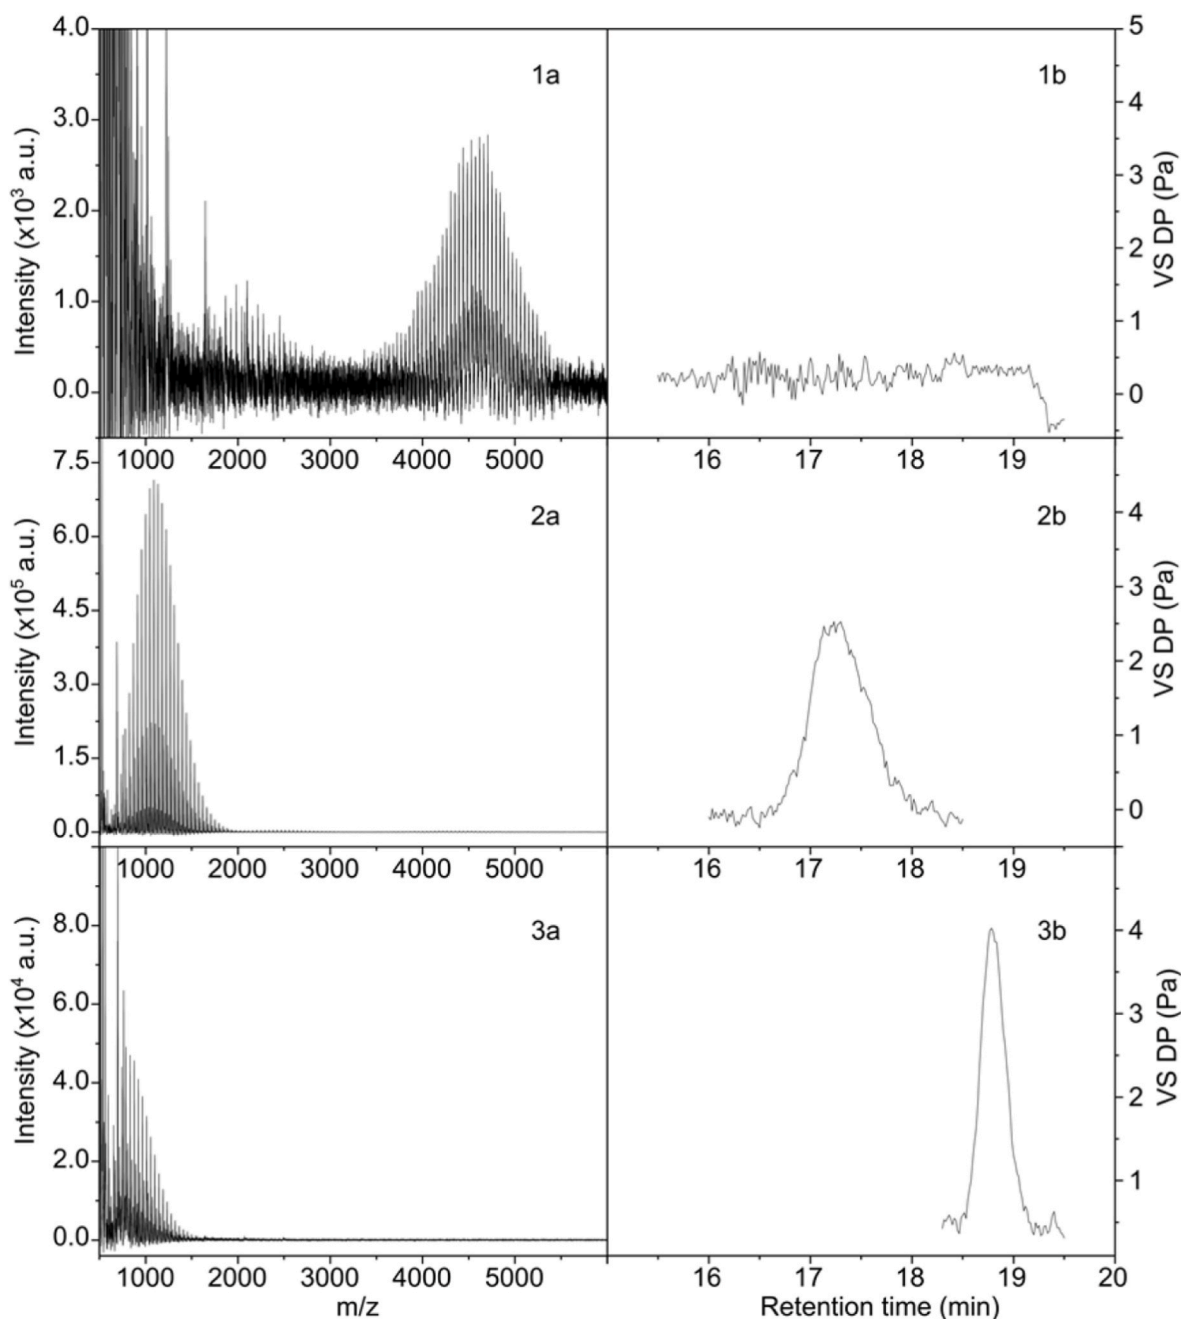 4.0
3.0
2.0
1.0
0.0
Intensity (x10³ a.u.)
1a
1000 2000 3000 4000 5000
1b
5
4
3
2
1
0
VS DP (Pa)
16 17 18 19
7.5
6.0
4.5
3.0
1.5
0.0
Intensity (x10⁵ a.u.)
2a
1000 2000 3000 4000 5000
2b
4
3
2
1
0
VS DP (Pa)
16 17 18 19
8.0
6.0
4.0
2.0
0.0
Intensity (x10⁴ a.u.)
3a
1000 2000 3000 4000 5000
m/z
3b
4
3
2
1
VS DP (Pa)
16 17 18 19 20
Retention time (min)